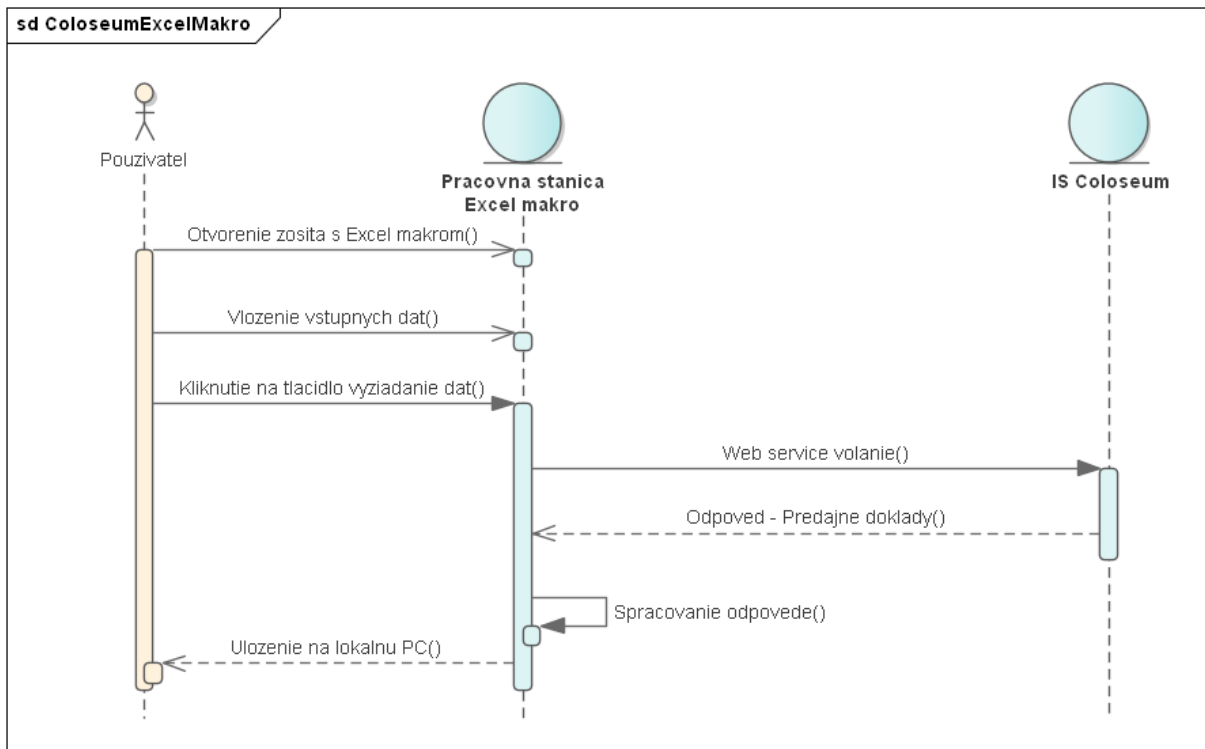 sd ColoseumExcelMakro
Pouzivatel
Pracovna stanica
Excel makro
IS Coloseum
Otvorenie zosita s Excel makrom()
Vlozenie vstupnych dat()
Kliknutie na tlacidlo vyziadanie dat()
Web service volanie()
Odpoved - Predajne doklady()
Spracovanie odpovede()
Ulozenie na lokalnu PC()